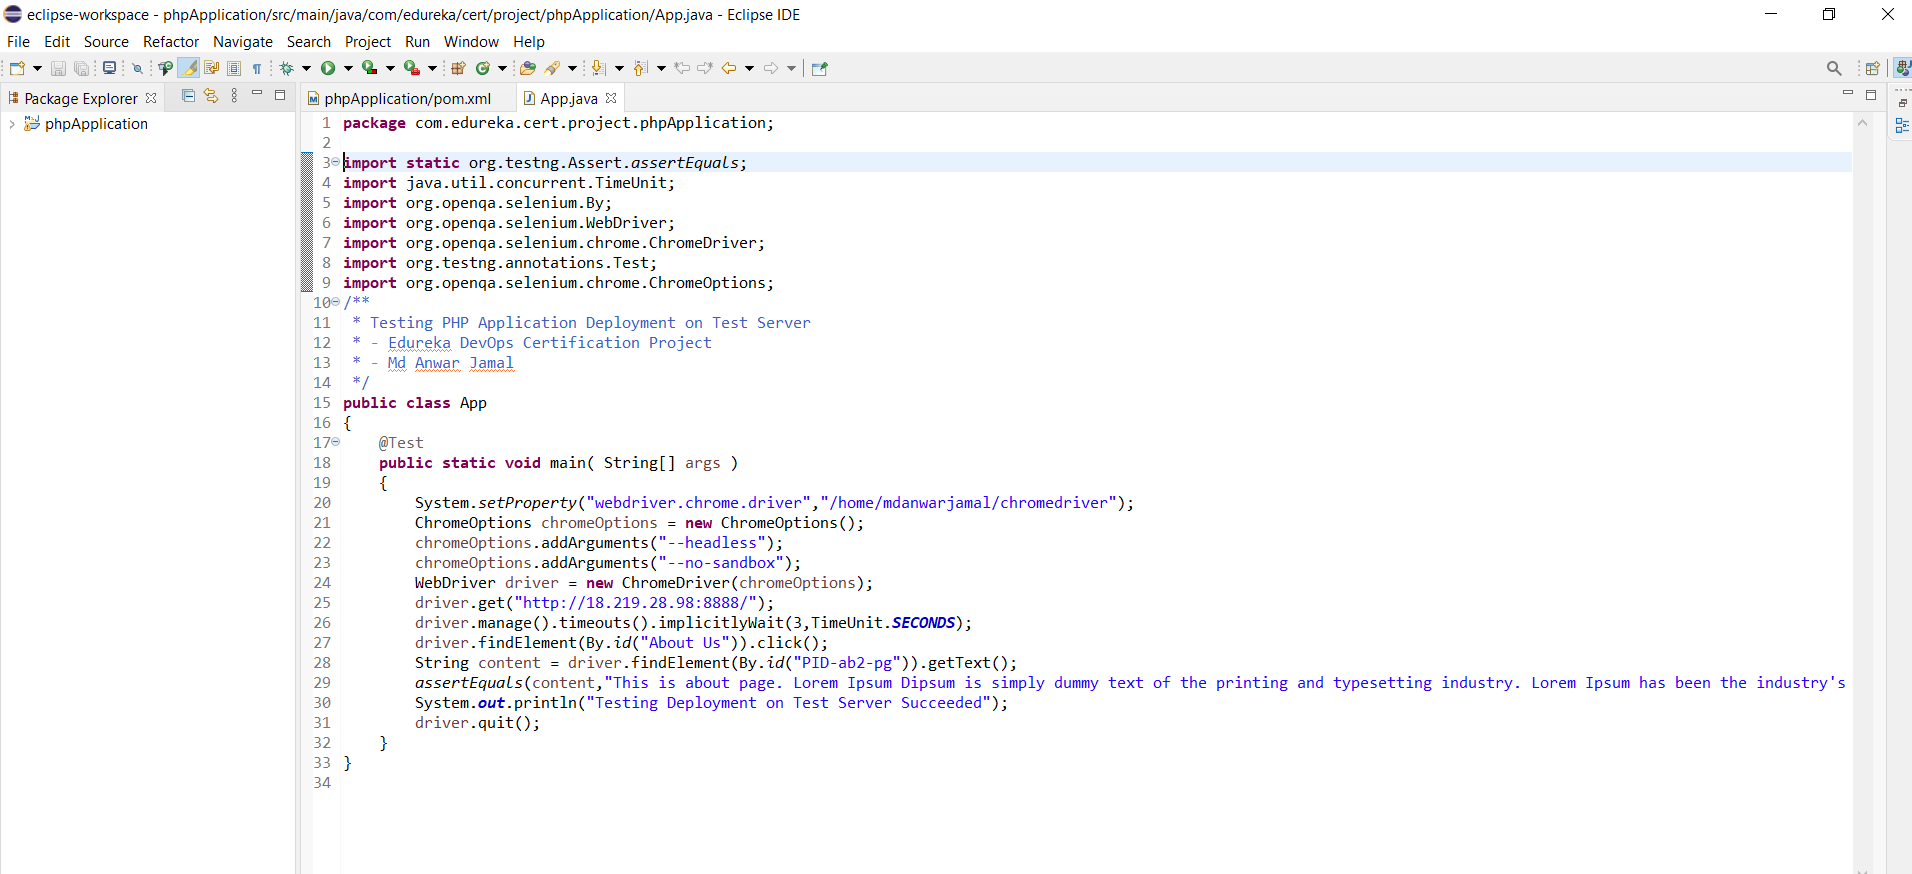 eclipse-workspace - phpApplication/src/main/java/com/edureka/cert/project/phpApplication/App.java - Eclipse IDE
File Edit Source Refactor Navigate Search Project Run Window Help
Package Explorer
phpApplication
phpApplication/pom.xml App.java
1 package com.edureka.cert.project.phpApplication;
2
3 import static org.testng.Assert.assertEquals;
4 import java.util.concurrent.TimeUnit;
5 import org.openqa.selenium.By;
6 import org.openqa.selenium.WebDriver;
7 import org.openqa.selenium.chrome.ChromeDriver;
8 import org.testng.annotations.Test;
9 import org.openqa.selenium.chrome.ChromeOptions;
10 /**
11 * Testing PHP Application Deployment on Test Server
12 * - Edureka DevOps Certification Project
13 * - Md Anwar Jamal
14 */
15 public class App
16 {
17 @Test
18 public static void main( String[] args )
19 {
20 System.setProperty("webdriver.chrome.driver","/home/mdanwarjamal/chromedriver");
21 ChromeOptions chromeOptions = new ChromeOptions();
22 chromeOptions.addArguments("--headless");
23 chromeOptions.addArguments("--no-sandbox");
24 WebDriver driver = new ChromeDriver(chromeOptions);
25 driver.get("http://18.219.28.98:8888/");
26 driver.manage().timeouts().implicitlyWait(3,TimeUnit.SECONDS);
27 driver.findElement(By.id("About Us")).click();
28 String content = driver.findElement(By.id("PID-ab2-pg")).getText();
29 assertEquals(content,"This is about page. Lorem Ipsum Dipsum is simply dummy text of the printing and typesetting industry. Lorem Ipsum has been the industry's
30 System.out.println("Testing Deployment on Test Server Succeeded");
31 driver.quit();
32 }
33 }
34